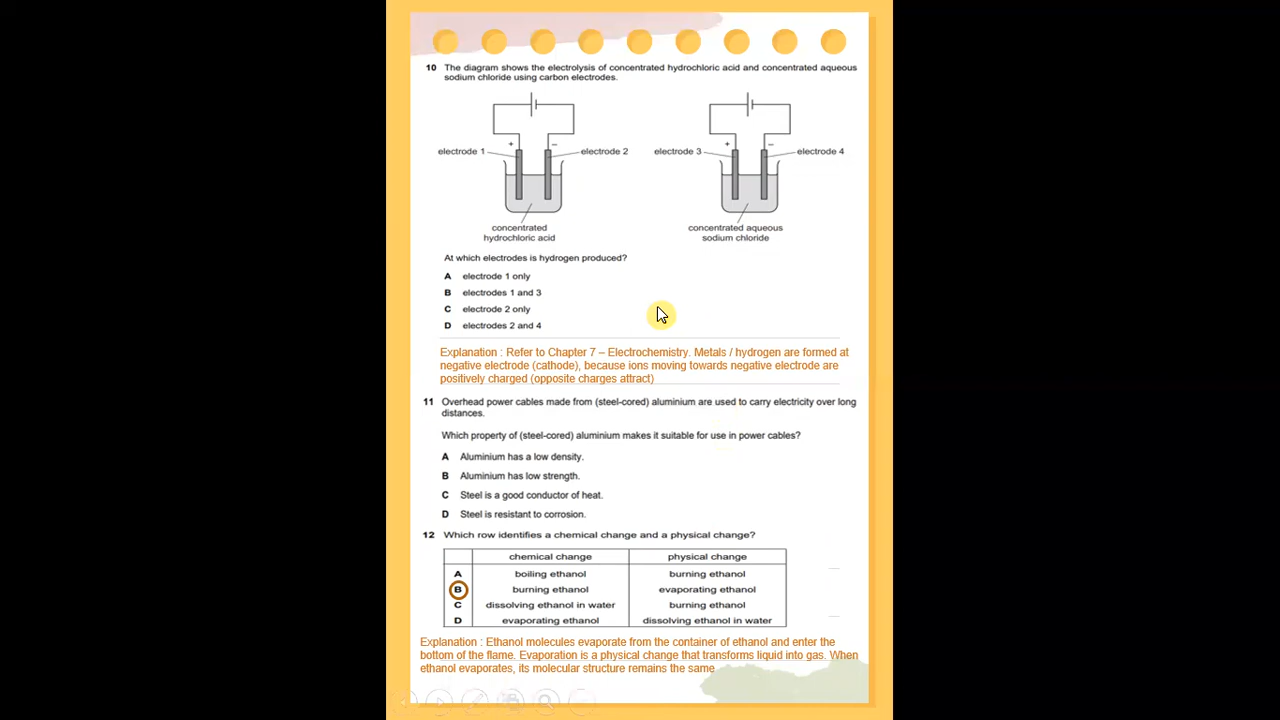 10 The diagram shows the electrolysis of concentrated hydrochloric acid and concentrated aqueous
sodium chloride using carbon electrodes.
+ − + −
electrode 1 electrode 2 electrode 3 electrode 4
concentrated
hydrochloric acid
concentrated aqueous
sodium chloride
At which electrodes is hydrogen produced?
A electrode 1 only
B electrodes 1 and 3
C electrode 2 only
D electrodes 2 and 4
Explanation : Refer to Chapter 7 – Electrochemistry. Metals / hydrogen are formed at
negative electrode (cathode), because ions moving towards negative electrode are
positively charged (opposite charges attract)
11 Overhead power cables made from (steel-cored) aluminium are used to carry electricity over long
distances.
Which property of (steel-cored) aluminium makes it suitable for use in power cables?
A Aluminium has a low density.
B Aluminium has low strength.
C Steel is a good conductor of heat.
D Steel is resistant to corrosion.
12 Which row identifies a chemical change and a physical change?
chemical change physical change
A boiling ethanol burning ethanol
B burning ethanol evaporating ethanol
C dissolving ethanol in water burning ethanol
D evaporating ethanol dissolving ethanol in water
Explanation : Ethanol molecules evaporate from the container of ethanol and enter the
bottom of the flame. Evaporation is a physical change that transforms liquid into gas. When
ethanol evaporates, its molecular structure remains the same